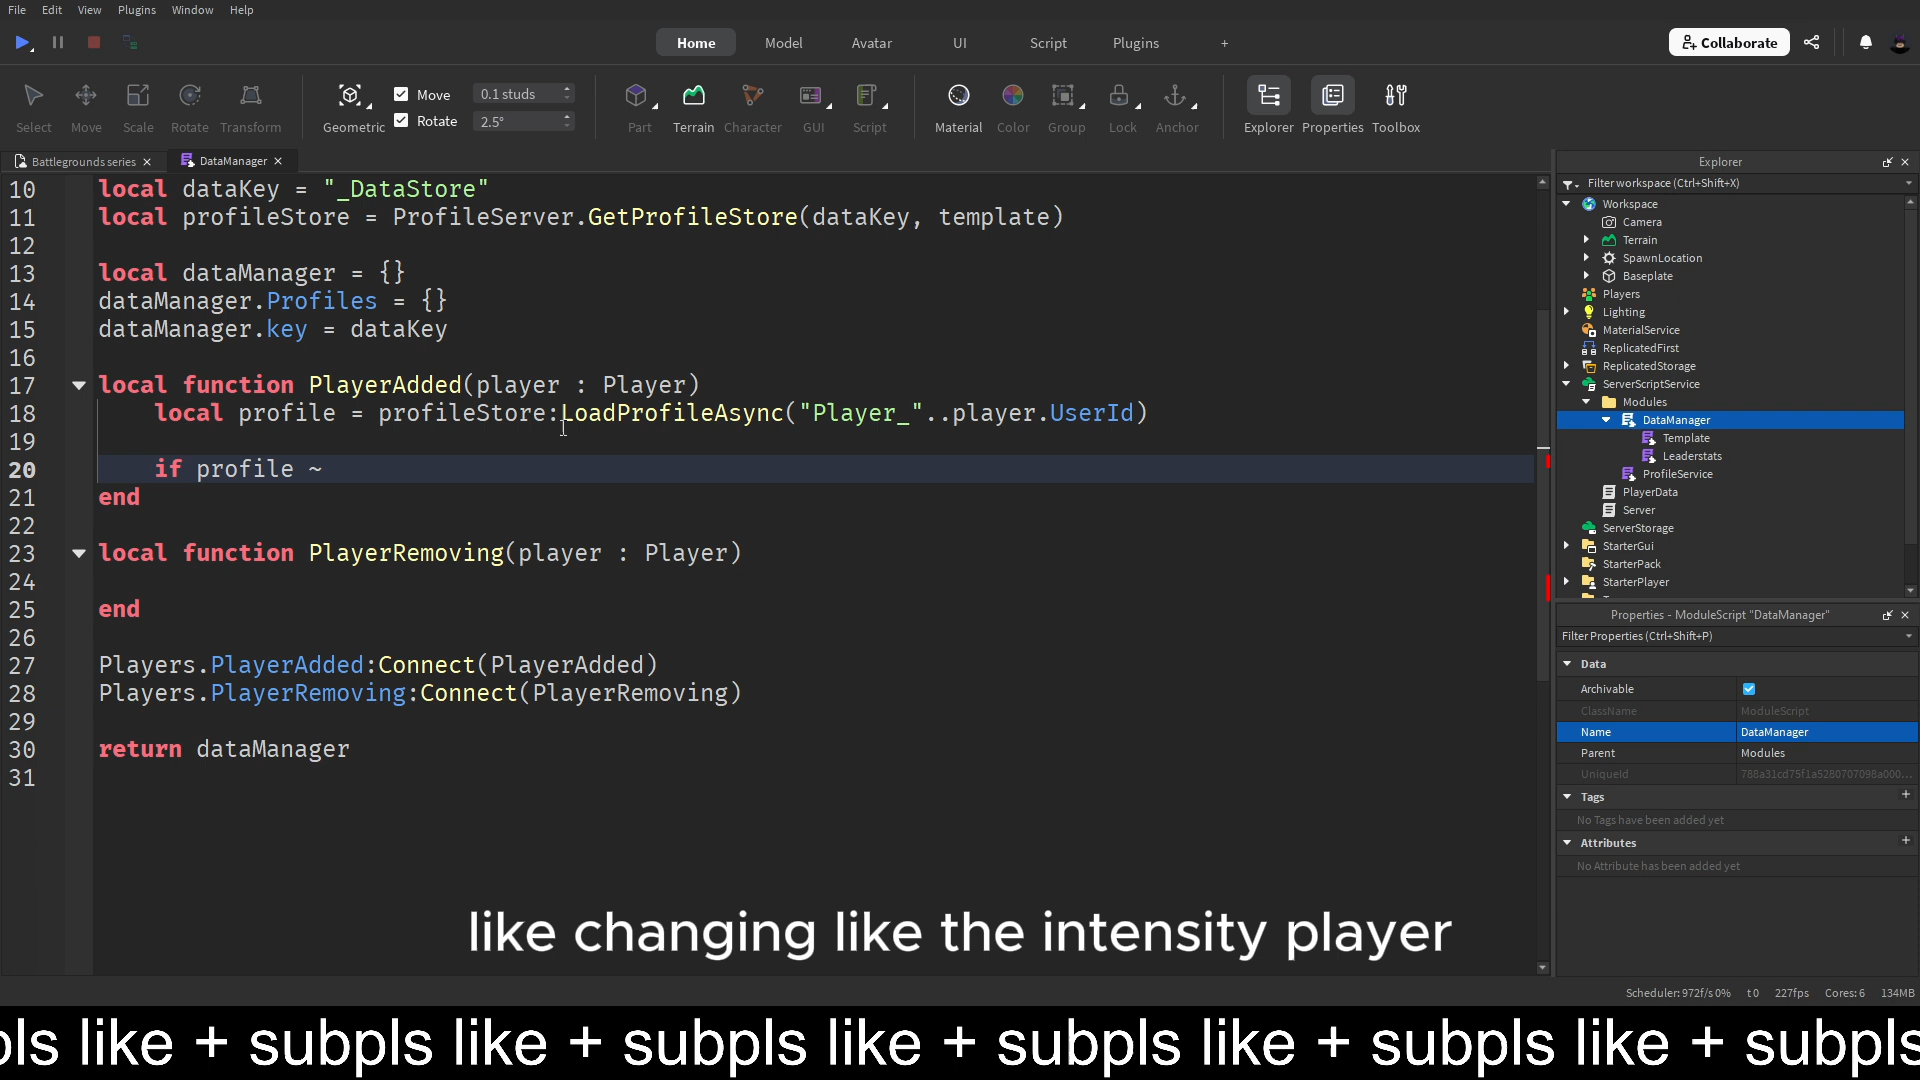 File Edit View Plugins Window Help
Home Model Avatar UI Script Plugins +
Collaborate
Select Move Scale Rotate Transform
Geometric
Move 0.1 studs
Rotate 2.5°
Part Terrain Character GUI Script
Material Color Group Lock Anchor
Explorer Properties Toolbox
Battlegrounds series × DataManager ×
10 local dataKey = "_DataStore"
11 local profileStore = ProfileServer.GetProfileStore(dataKey, template)
12
13 local dataManager = {}
14 dataManager.Profiles = {}
15 dataManager.key = dataKey
16
17 local function PlayerAdded(player : Player)
18 local profile = profileStore:LoadProfileAsync("Player_"..player.UserId)
19
20 if profile ~
21 end
22
23 local function PlayerRemoving(player : Player)
24
25 end
26
27 Players.PlayerAdded:Connect(PlayerAdded)
28 Players.PlayerRemoving:Connect(PlayerRemoving)
29
30 return dataManager
31
Explorer
Filter workspace (Ctrl+Shift+X)
Workspace
Camera
Terrain
SpawnLocation
Baseplate
Players
Lighting
MaterialService
ReplicatedFirst
ReplicatedStorage
ServerScriptService
Modules
DataManager
Template
Leaderstats
ProfileService
PlayerData
Server
ServerStorage
StarterGui
StarterPack
StarterPlayer
Properties - ModuleScript "DataManager"
Filter Properties (Ctrl+Shift+P)
Data
Archivable
ClassName ModuleScript
Name DataManager
Parent Modules
UniqueId
Tags +
No Tags have been added yet
Attributes +
No Attribute has been added yet
like changing like the intensity player
Scheduler: 972f/s 0% t0 227fps Cores: 6 134MB
pls like + subpls like + subpls like + subpls like + subpls like + subpls